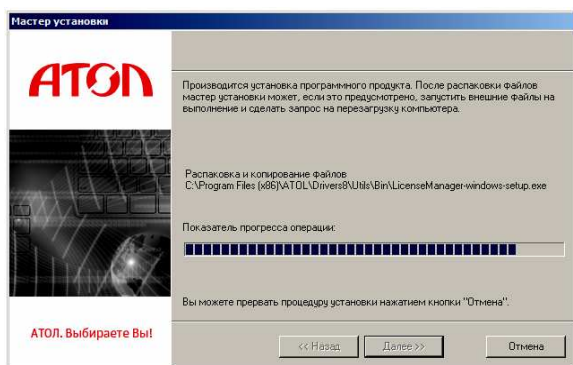 Мастер установки
АТОЛ
Производится установка программного продукта. После распаковки файлов
мастер установки может, если это предусмотрено, запустить внешние файлы на
выполнение и сделать запрос на перезагрузку компьютера.
Распаковка и копирование файлов
C:\Program Files (x86)\ATOL\Drivers8\Utils\Bin\LicenseManager-windows-setup.exe
Показатель прогресса операции:
Вы можете прервать процедуру установки нажатием кнопки "Отмена".
АТОЛ. Выбираете Вы!
<< Назад
Далее >>
Отмена